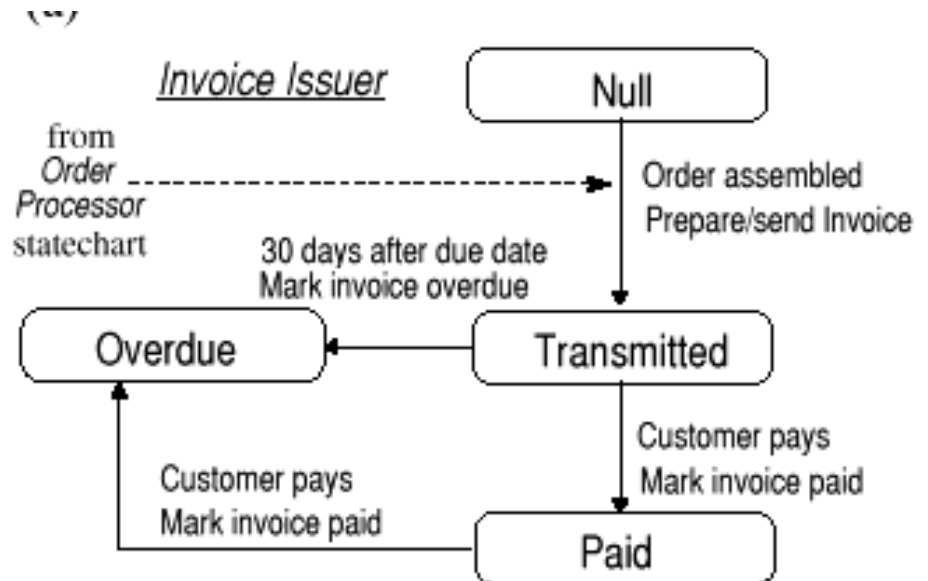 (a)
Invoice Issuer
Null
from
Order
Processor
statechart
Order assembled
Prepare/send Invoice
30 days after due date
Mark invoice overdue
Overdue
Transmitted
Customer pays
Mark invoice paid
Customer pays
Mark invoice paid
Paid